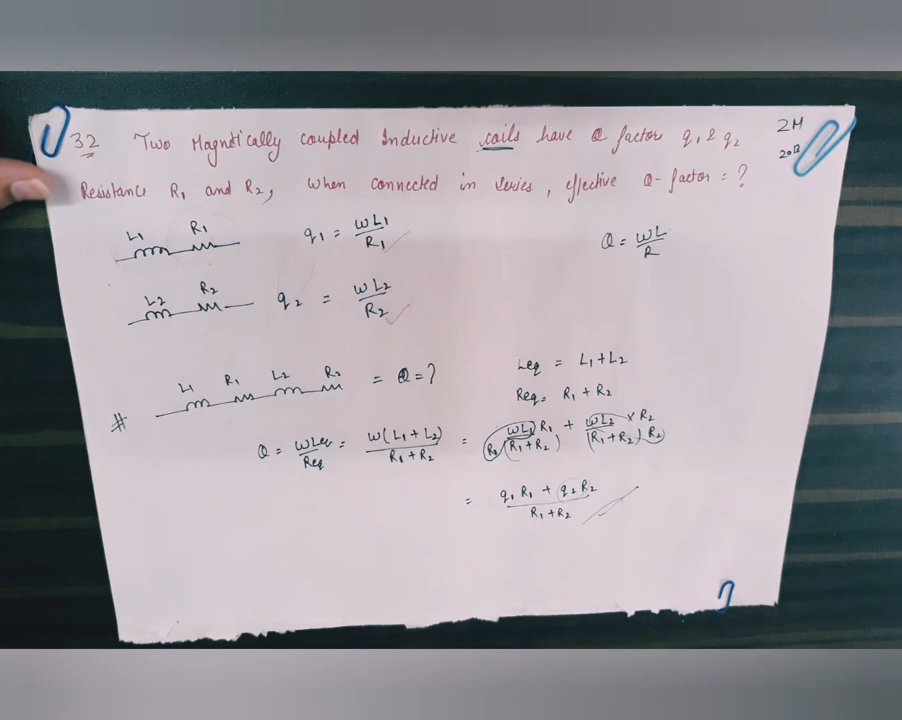 32 Two Magnetically coupled Inductive coils have Q factors q1 & q2 2M
2013
Resistance R1 and R2, When connected in series, effective Q-factor = ?
L1 R1 q1 = ωL1/R1 Q = ωL/R
L2 R2 q2 = ωL2/R2
L1 R1 L2 R2 = Q = ? Leq = L1+L2
# Req = R1 + R2
Q = ωLeq/Req = ω(L1+L2)/R1+R2 = ωL1 R1/R1(R1+R2) + ωL2 × R2/(R1+R2) R2
= q1 R1 + q2 R2/R1+R2